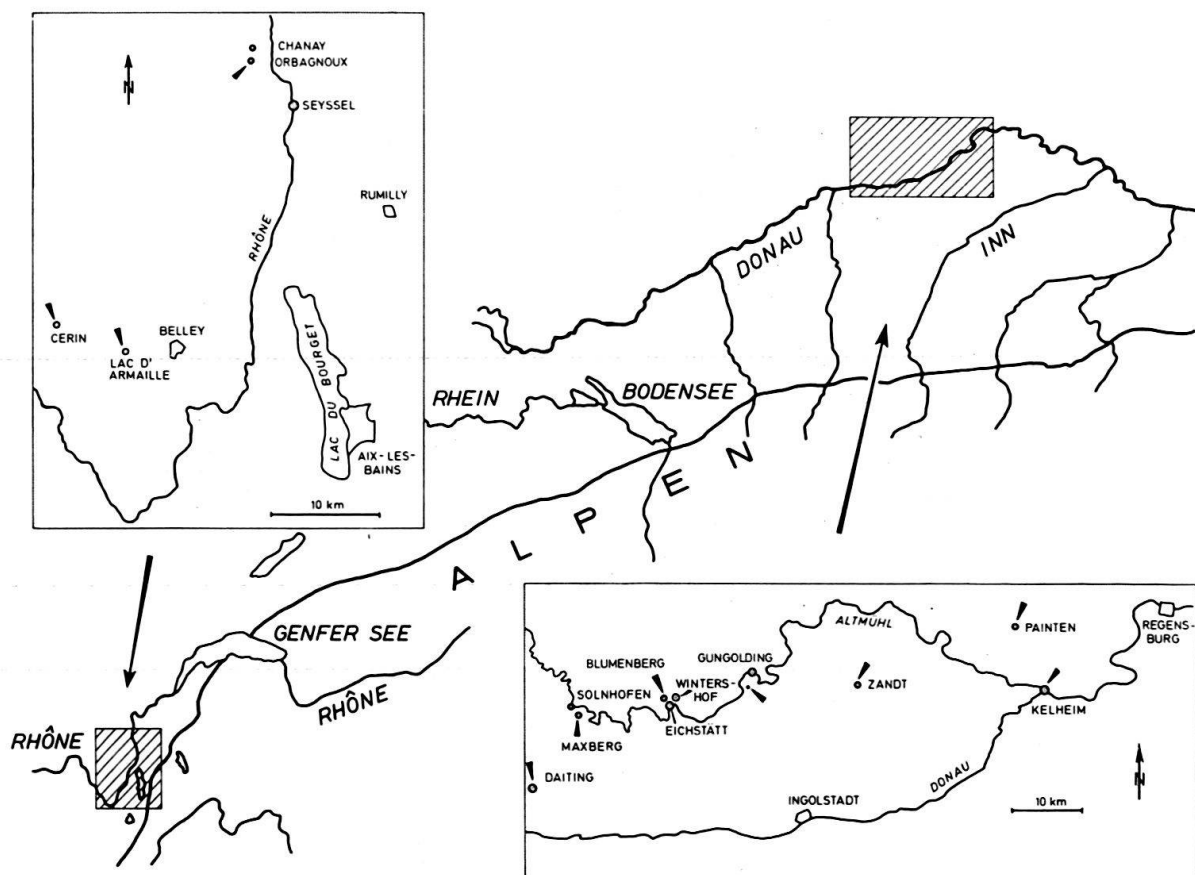 CHANAY
ORBAGNOUX
N
SEYSSEL
RUMILLY
RHÔNE
CERIN
LAC D'
ARMAILLE
BELLEY
LAC DU BOURGET
AIX-LES-
BAINS
10 km
DONAU
INN
RHEIN
BODENSEE
ALPEN
GENFER SEE
RHÔNE
RHÔNE
ALTMUHL
PAINTEN
REGENS-
BURG
GUNGOLDING
BLUMENBERG
WINTERS-
HOF
SOLNHOFEN
ZANDT
EICHSTÄTT
KELHEIM
MAXBERG
DAITING
DONAU
INGOLSTADT
10 km
N